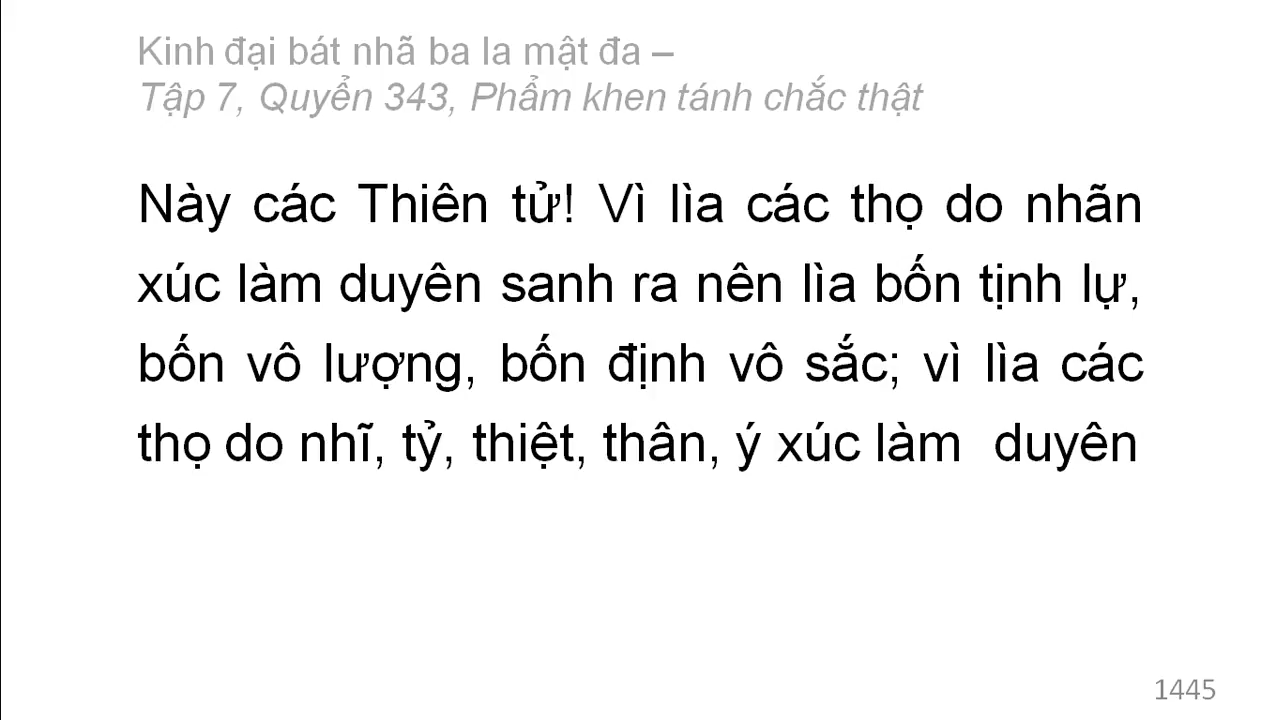 Kinh đại bát nhã ba la mật đa –
Tập 7, Quyển 343, Phẩm khen tánh chắc thật
Này các Thiên tử! Vì lìa các thọ do nhãn
xúc làm duyên sanh ra nên lìa bốn tịnh lự,
bốn vô lượng, bốn định vô sắc; vì lìa các
thọ do nhĩ, tỷ, thiệt, thân, ý xúc làm  duyên
1445